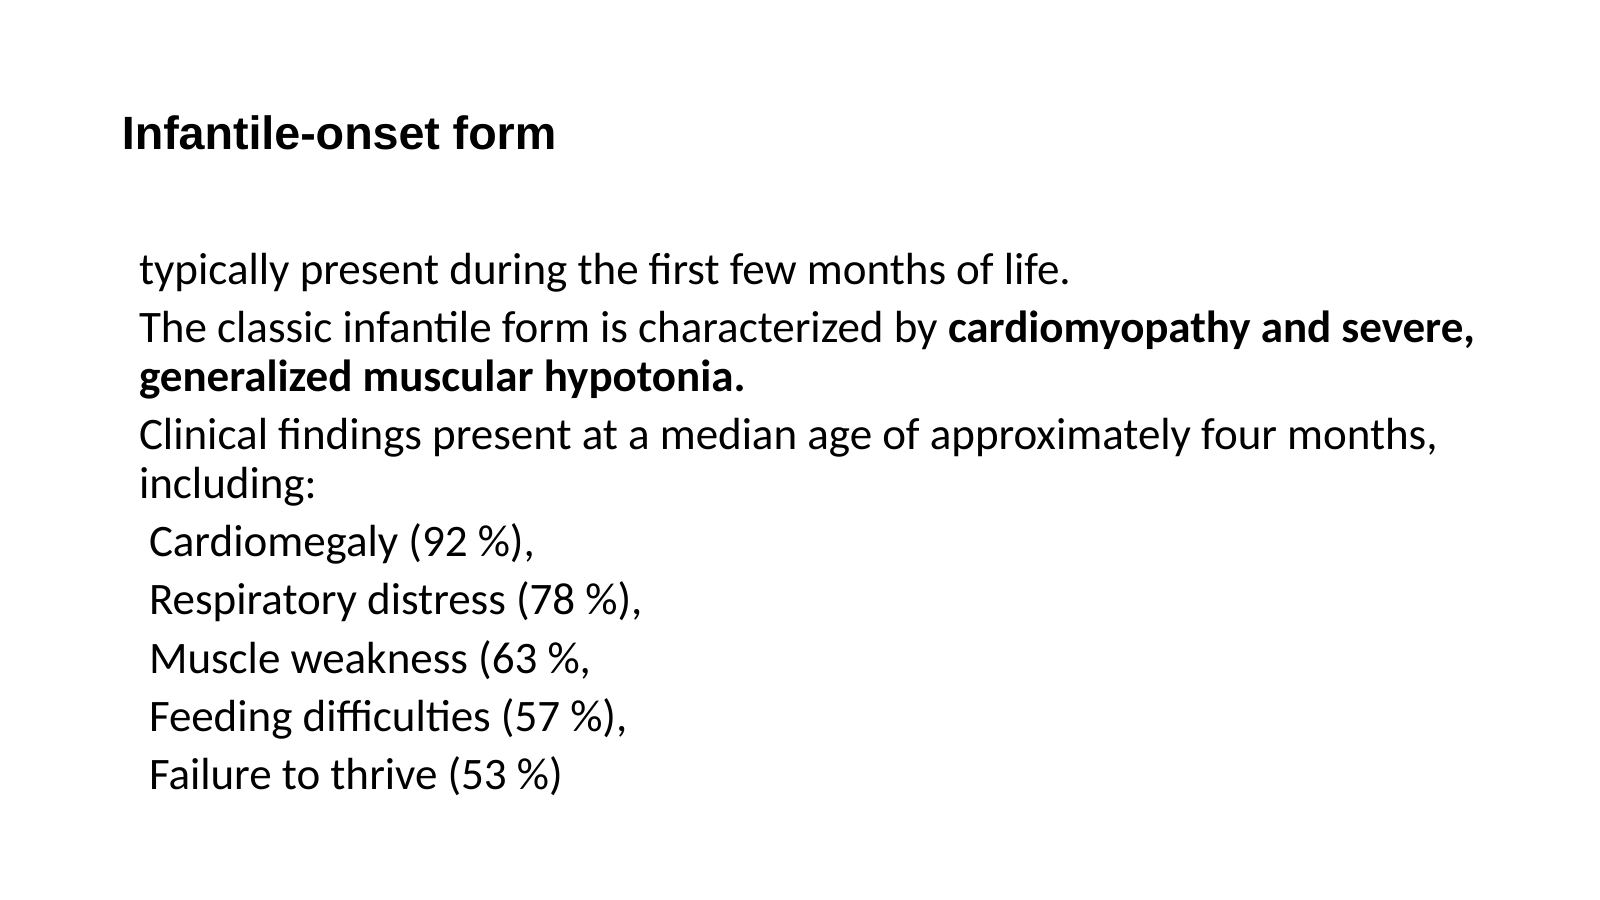 Infantile-onset form
typically present during the first few months of life.
The classic infantile form is characterized by cardiomyopathy and severe,
generalized muscular hypotonia.
Clinical findings present at a median age of approximately four months,
including:
Cardiomegaly (92 %),
Respiratory distress (78 %),
Muscle weakness (63 %,
Feeding difficulties (57 %),
Failure to thrive (53 %)